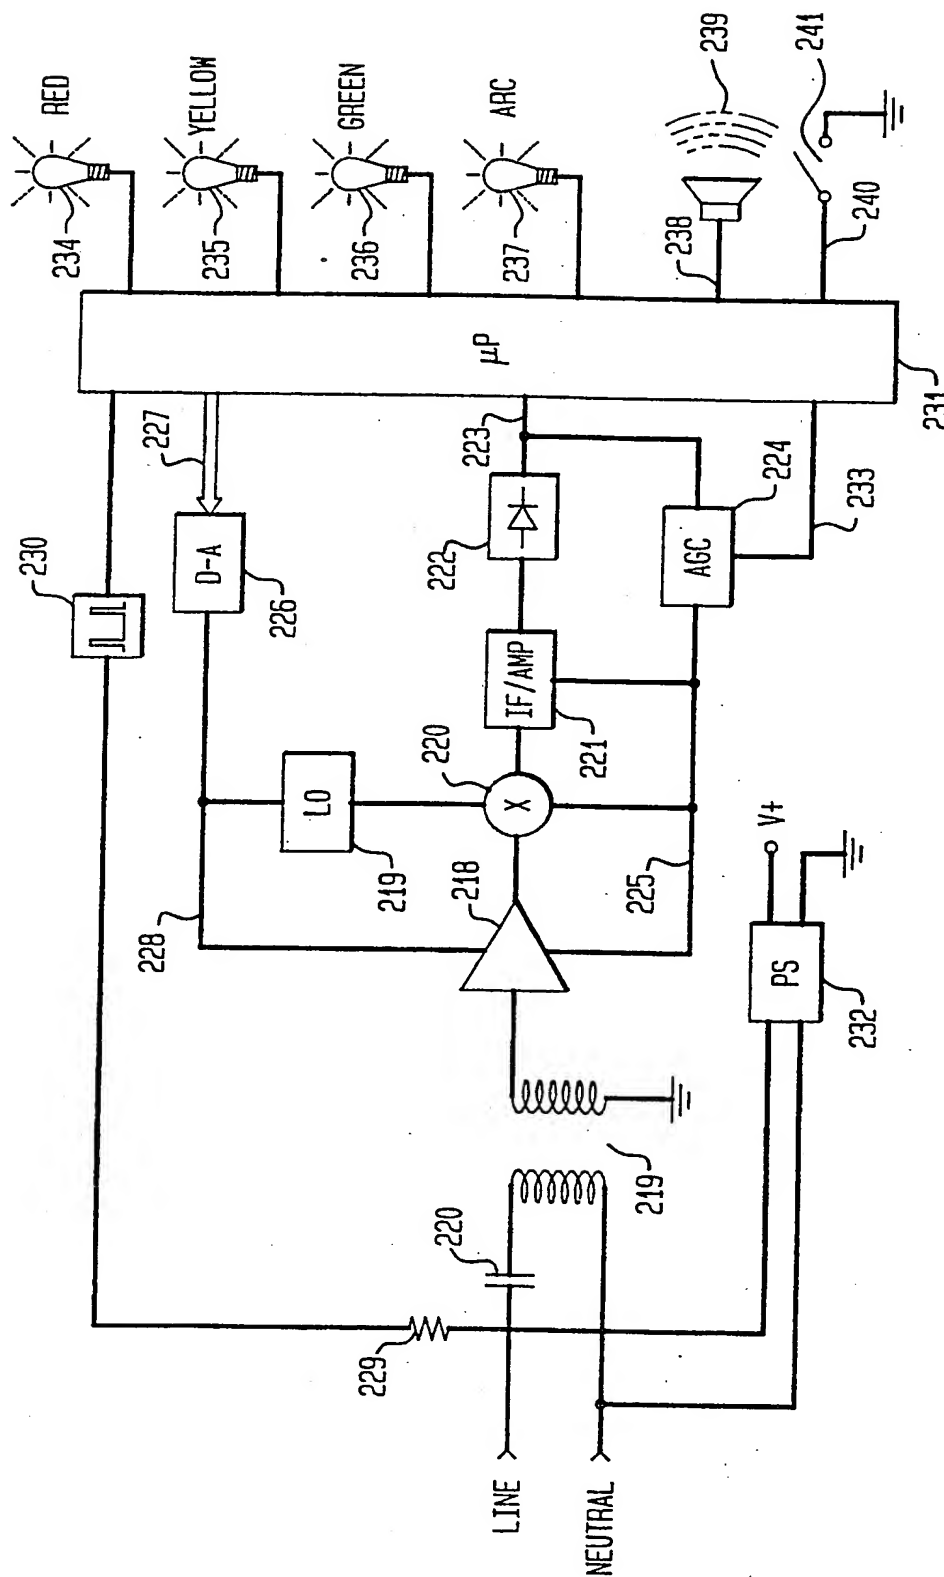 RED
234
YELLOW
235
GREEN
236
ARC
237
238
239
240
241
µP
231
230
227
D-A
226
228
LO
219
220
X
218
IF/AMP
221
222
223
AGC
224
233
225
V+
PS
232
229
220
219
LINE
NEUTRAL